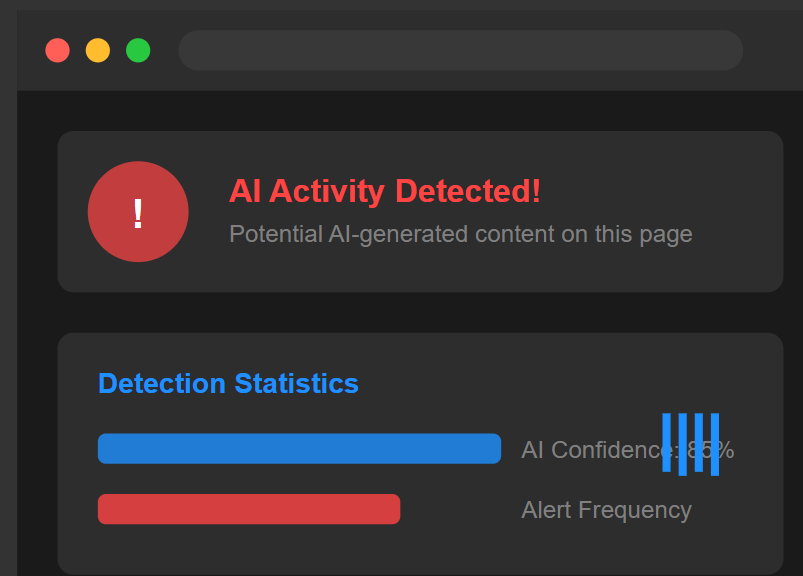 !
AI Activity Detected!
Potential AI-generated content on this page
Detection Statistics
AI Confidence: 85%
Alert Frequency